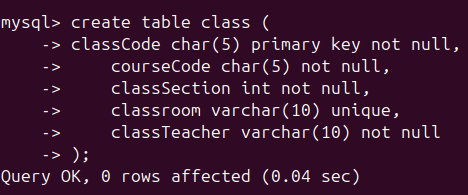 mysql> create table class (
    -> classCode char(5) primary key not null,
    ->     courseCode char(5) not null,
    ->     classSection int not null,
    ->     classroom varchar(10) unique,
    ->     classTeacher varchar(10) not null
    -> );
Query OK, 0 rows affected (0.04 sec)